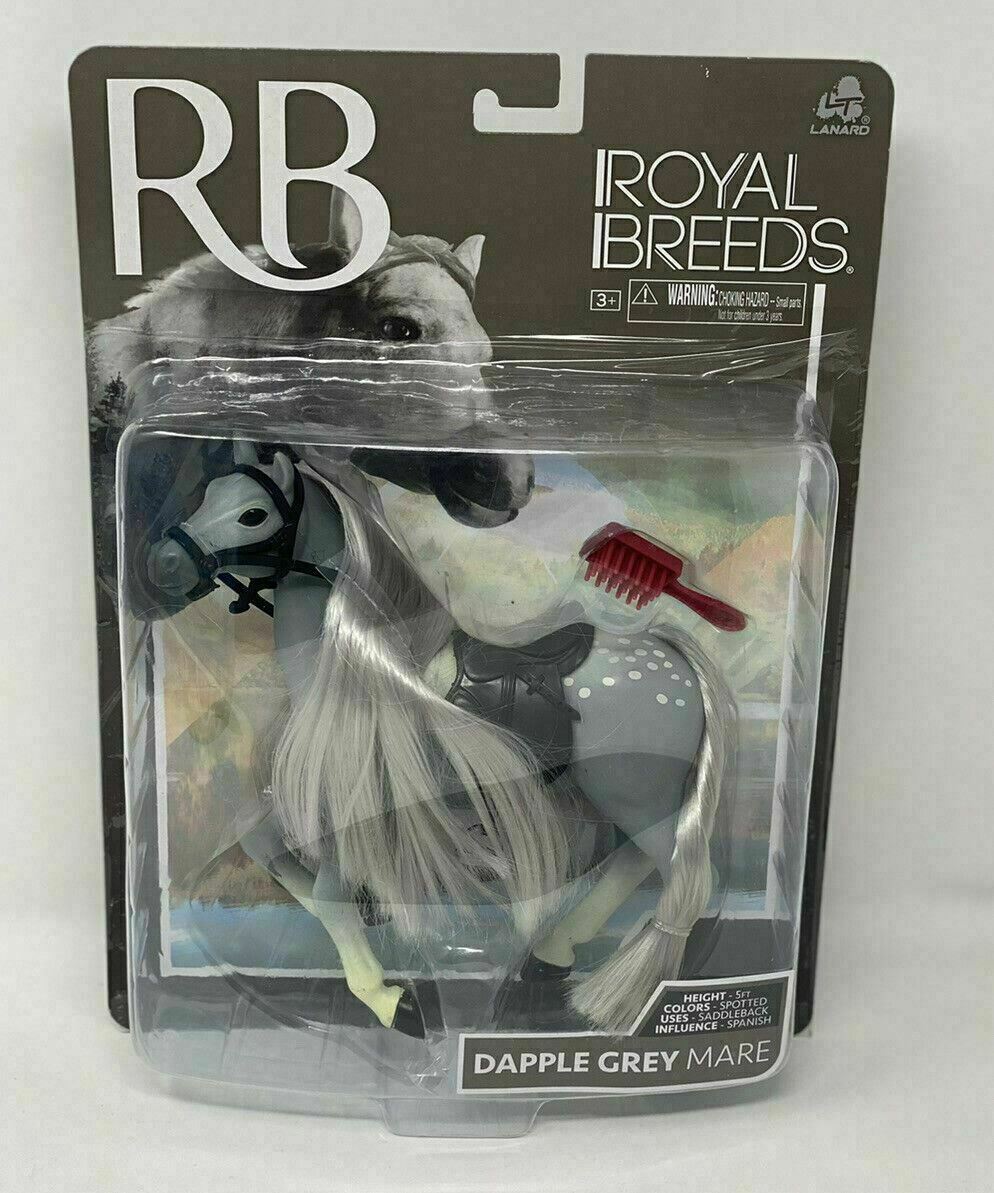 RB
LT
LANARD®
ROYAL
BREEDS®
3+
WARNING: CHOKING HAZARD -- Small parts.
Not for children under 3 years.
HEIGHT - 5FT
COLORS - SPOTTED
USES - SADDLEBACK
INFLUENCE - SPANISH
DAPPLE GREY MARE